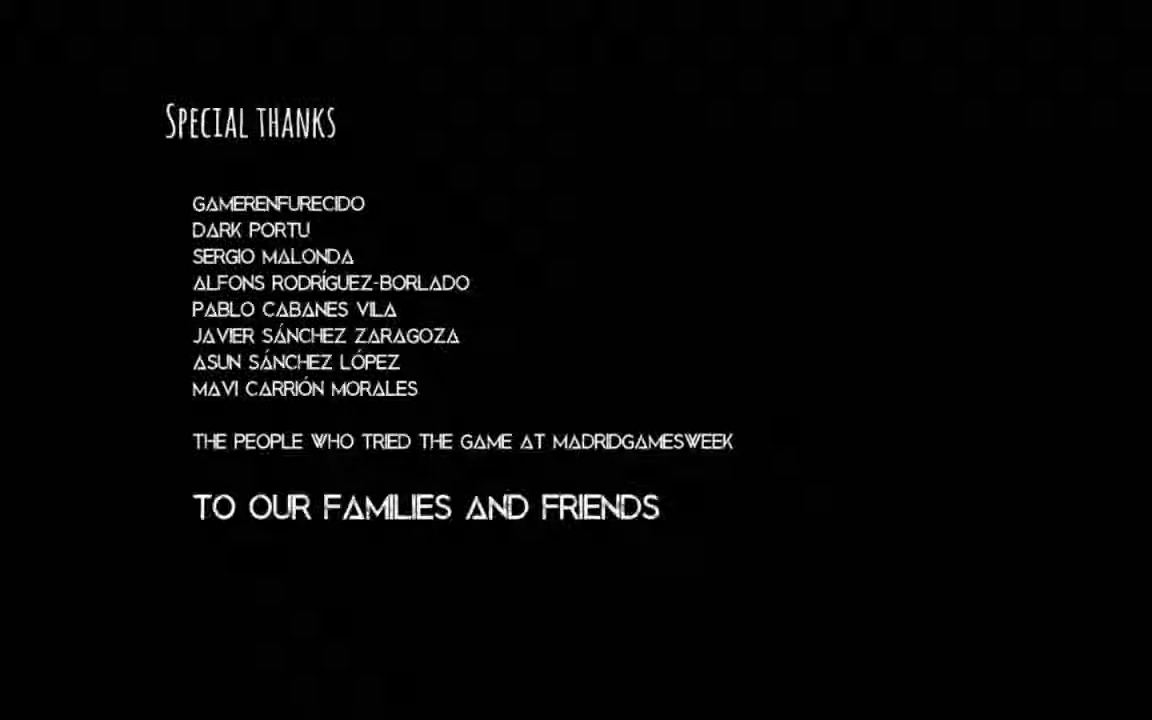 SPECIAL THANKS
GAMERENFURECIDO
DARK PORTU
SERGIO MALONDA
ALFONS RODRÍGUEZ-BORLADO
PABLO CABANES VILA
JAVIER SÁNCHEZ ZARAGOZA
ASUN SÁNCHEZ LÓPEZ
MAVI CARRIÓN MORALES
THE PEOPLE WHO TRIED THE GAME AT MADRIDGAMESWEEK
TO OUR FAMILIES AND FRIENDS